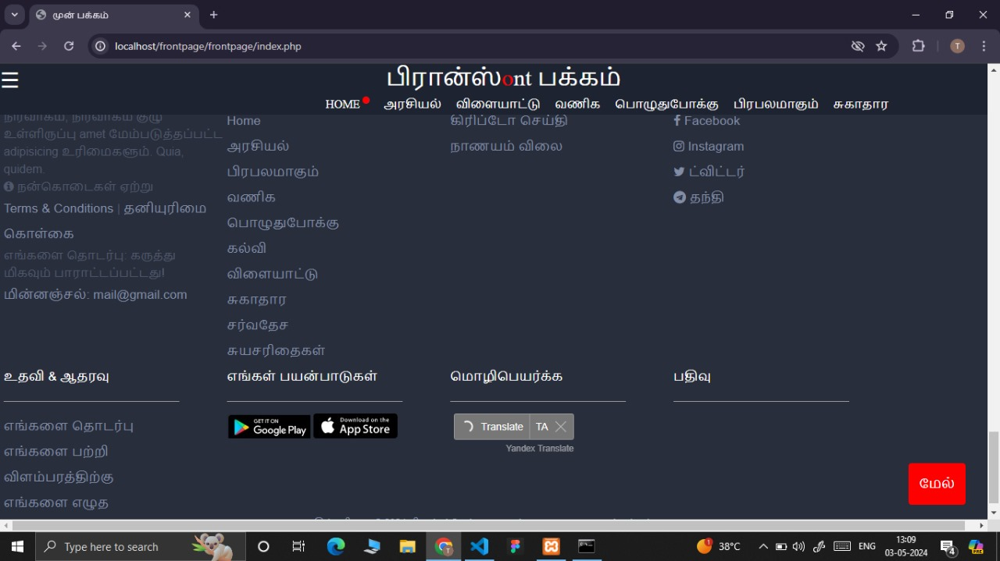 முன் பக்கம்
localhost/frontpage/frontpage/index.php
T
பிரான்ஸ்ont பக்கம்
HOME அரசியல் விளையாட்டு வணிக பொழுதுபோக்கு பிரபலமாகும் சுகாதார
நிர்வாகம், நிர்வாகம் குழு
உள்ளிருப்பு amet மேம்படுத்தப்பட்ட
adipisicing உரிமைகளும். Quia,
quidem.
நன்கொடைகள் ஏற்று
Terms & Conditions | தனியுரிமை
கொள்கை
எங்களை தொடர்பு: கருத்து
மிகவும் பாராட்டப்பட்டது!
மின்னஞ்சல்: mail@gmail.com
Home
அரசியல்
பிரபலமாகும்
வணிக
பொழுதுபோக்கு
கல்வி
விளையாட்டு
சுகாதார
சர்வதேச
சுயசரிதைகள்
கிரிப்டோ செய்தி
நாணயம் விலை
Facebook
Instagram
ட்விட்டர்
தந்தி
உதவி & ஆதரவு
எங்களை தொடர்பு
எங்களை பற்றி
விளம்பரத்திற்கு
எங்களை எழுத
எங்கள் பயன்பாடுகள்
GET IT ON
Google Play
Download on the
App Store
மொழிபெயர்க்க
Translate TA
Yandex Translate
பதிவு
மேல்
Type here to search
1
38°C
ENG
13:09
03-05-2024
4
PRE